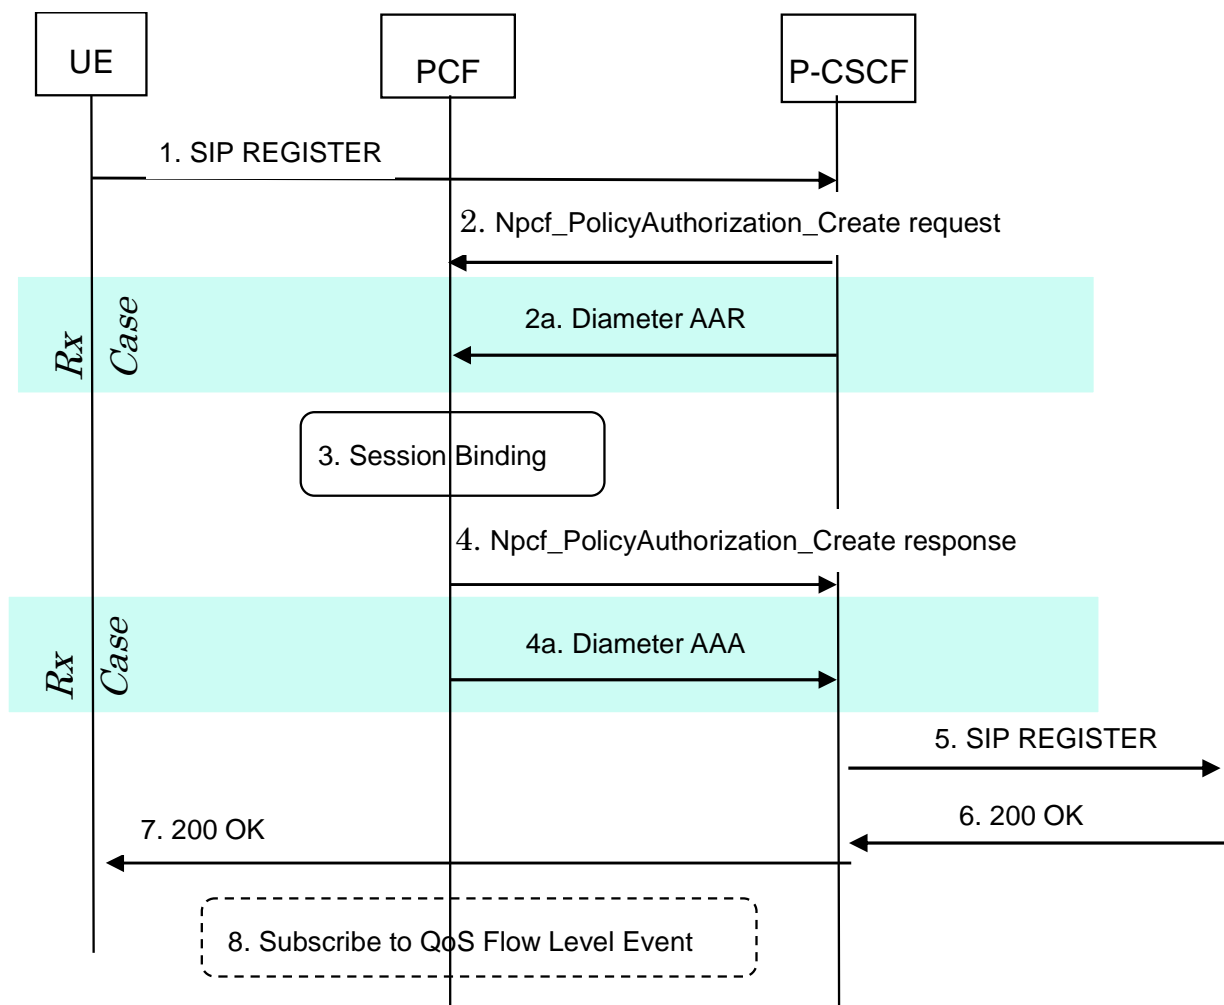 UE
PCF
P-CSCF
1. SIP REGISTER
2. Npcf_PolicyAuthorization_Create request
Rx
Case
2a. Diameter AAR
3. Session Binding
4. Npcf_PolicyAuthorization_Create response
Rx
Case
4a. Diameter AAA
5. SIP REGISTER
6. 200 OK
7. 200 OK
8. Subscribe to QoS Flow Level Event